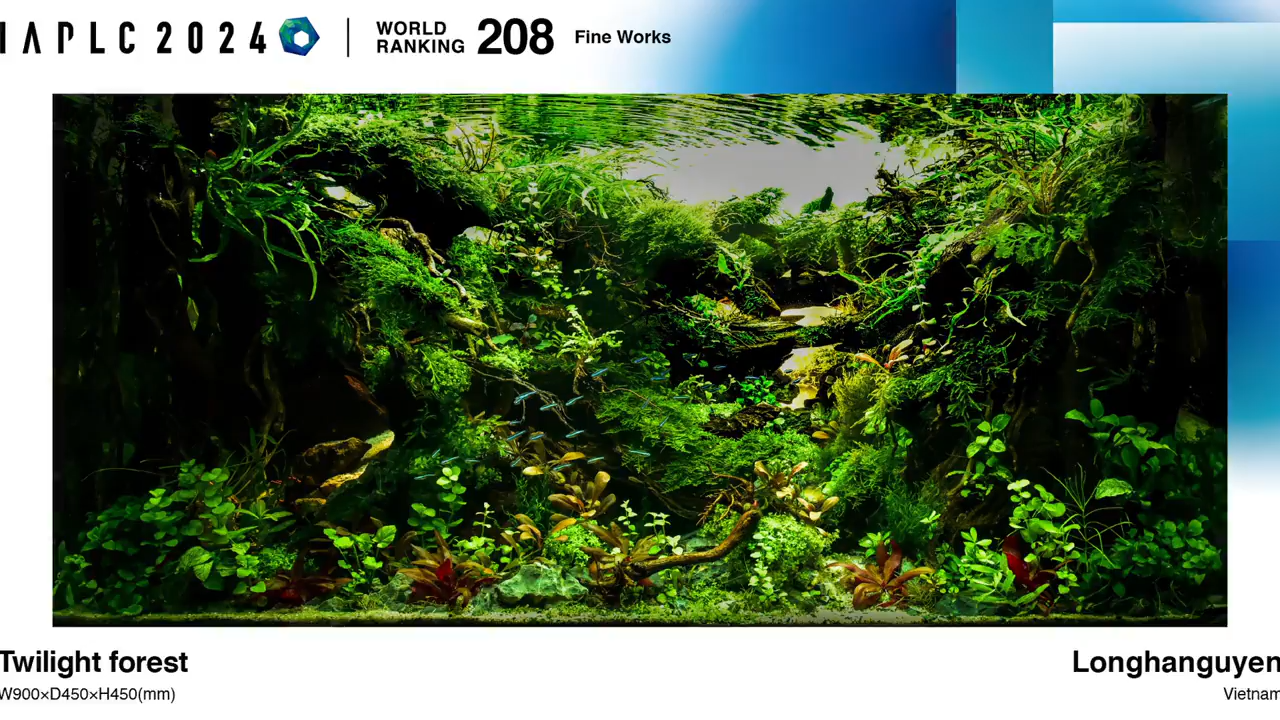 IAPLC 2024
WORLD RANKING 208 Fine Works
Twilight forest
W900×D450×H450(mm)
Longhanguyen
Vietnam